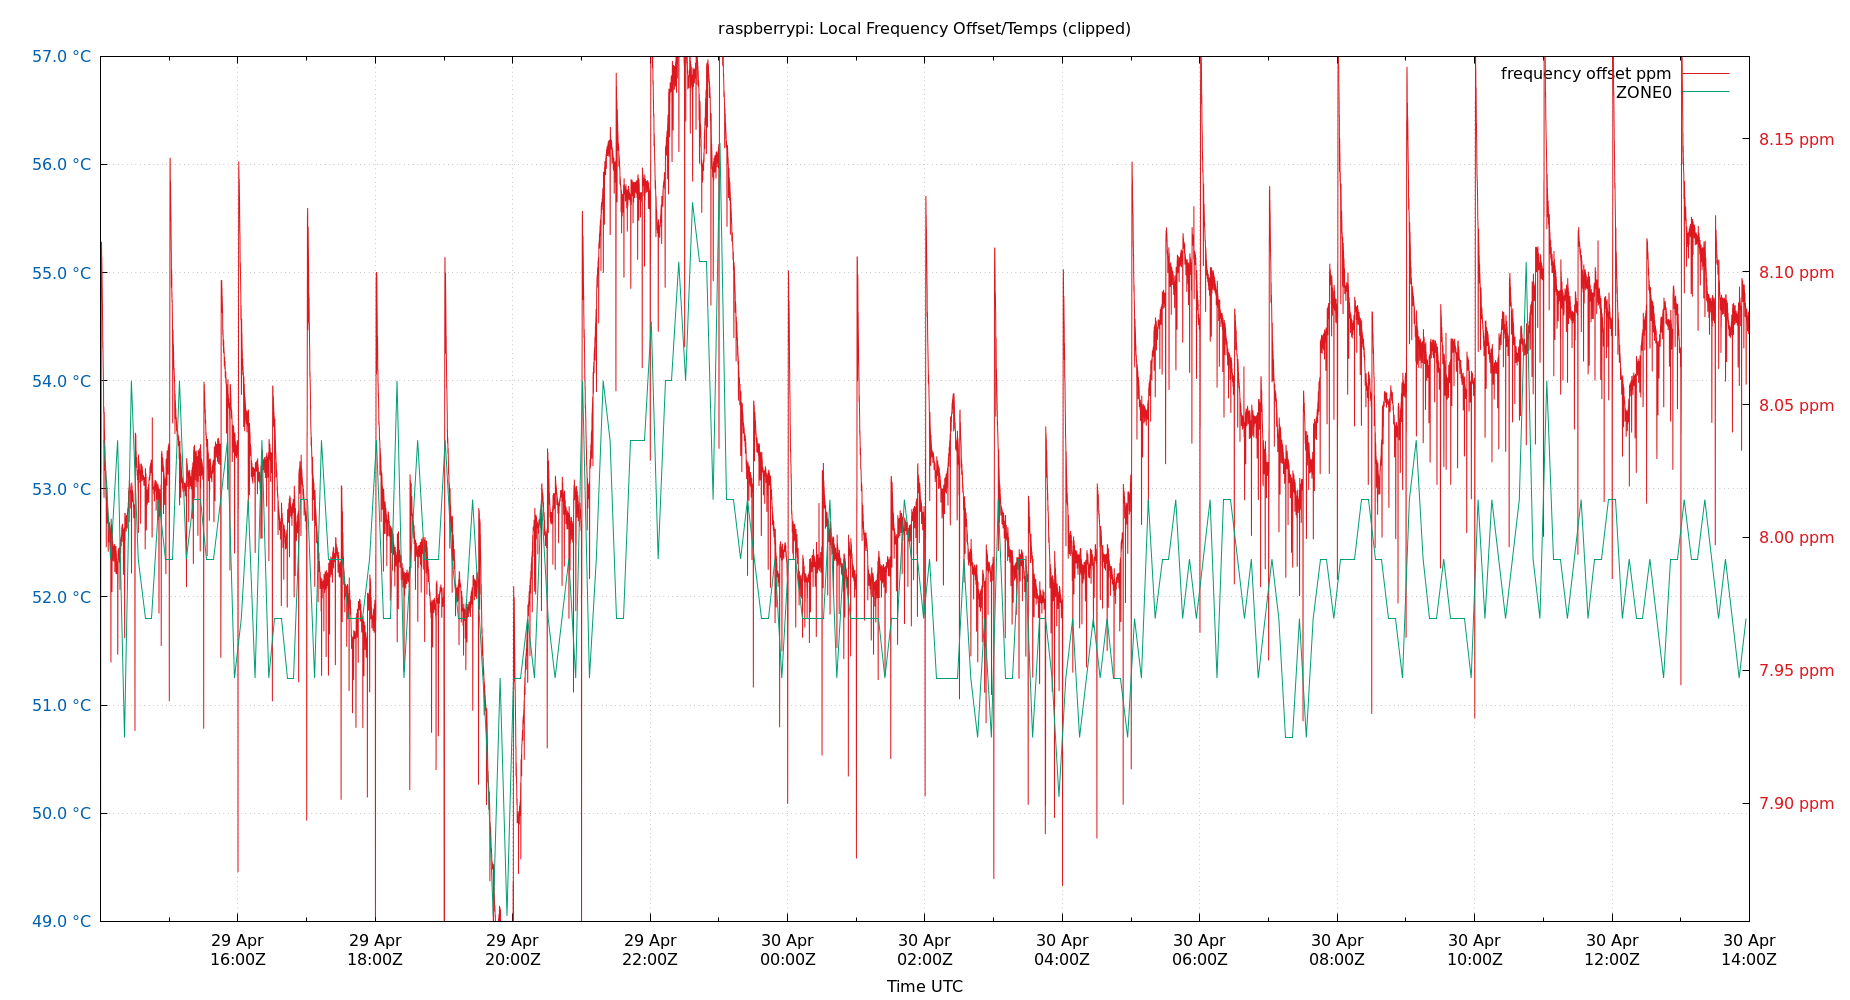 raspberrypi: Local Frequency Offset/Temps (clipped)
57.0 °C
56.0 °C
55.0 °C
54.0 °C
53.0 °C
52.0 °C
51.0 °C
50.0 °C
49.0 °C
frequency offset ppm
ZONE0
8.15 ppm
8.10 ppm
8.05 ppm
8.00 ppm
7.95 ppm
7.90 ppm
29 Apr 29 Apr 29 Apr 29 Apr 30 Apr 30 Apr 30 Apr 30 Apr 30 Apr 30 Apr 30 Apr 30 Apr
16:00Z 18:00Z 20:00Z 22:00Z 00:00Z 02:00Z 04:00Z 06:00Z 08:00Z 10:00Z 12:00Z 14:00Z
Time UTC